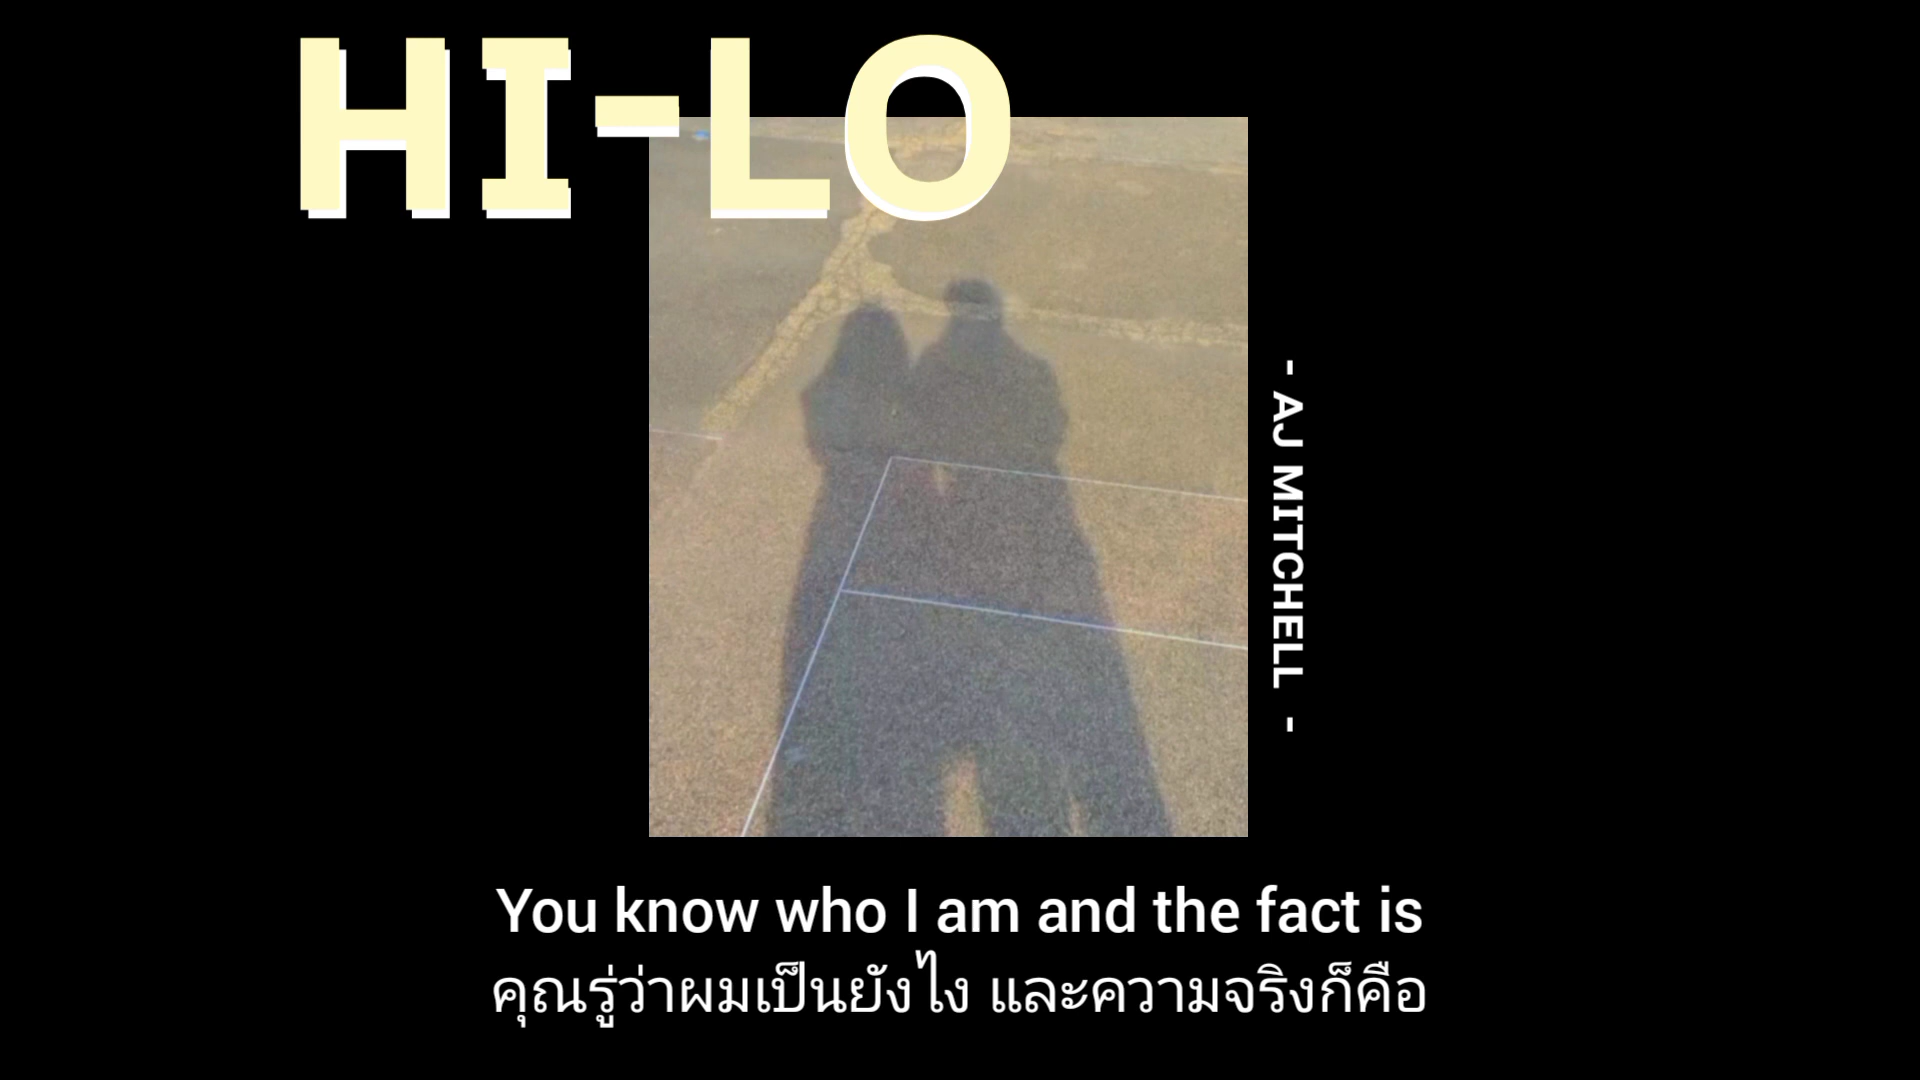 HI-LO
- AJ MITCHELL -
You know who I am and the fact is
คุณรู้ว่าผมเป็นยังไง และความจริงก็คือ